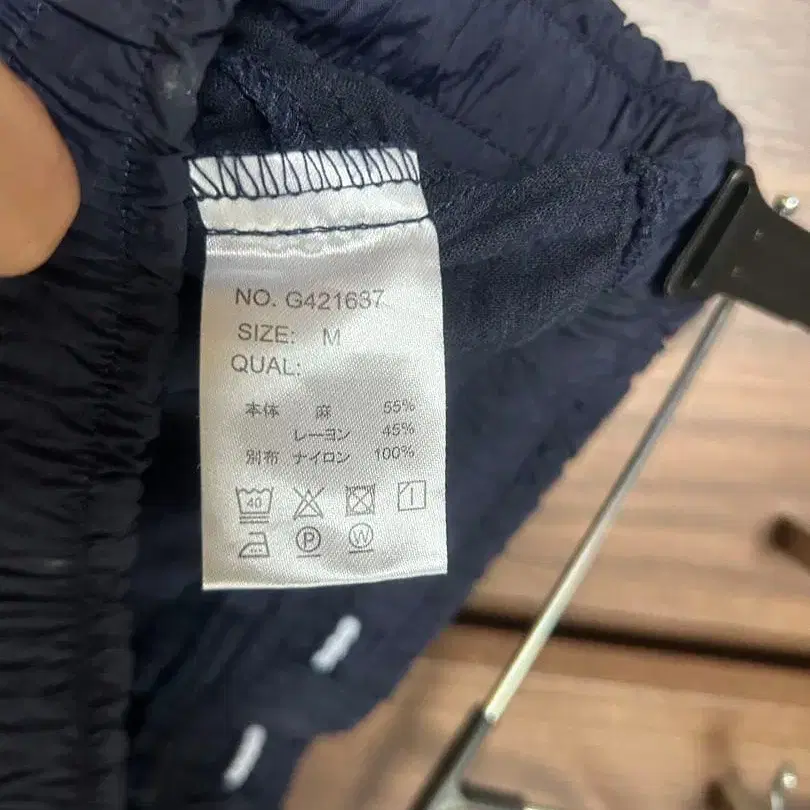 NO. G421637
SIZE: M
QUAL:
本体 麻 55%
レーヨン 45%
別布 ナイロン 100%
40
P W